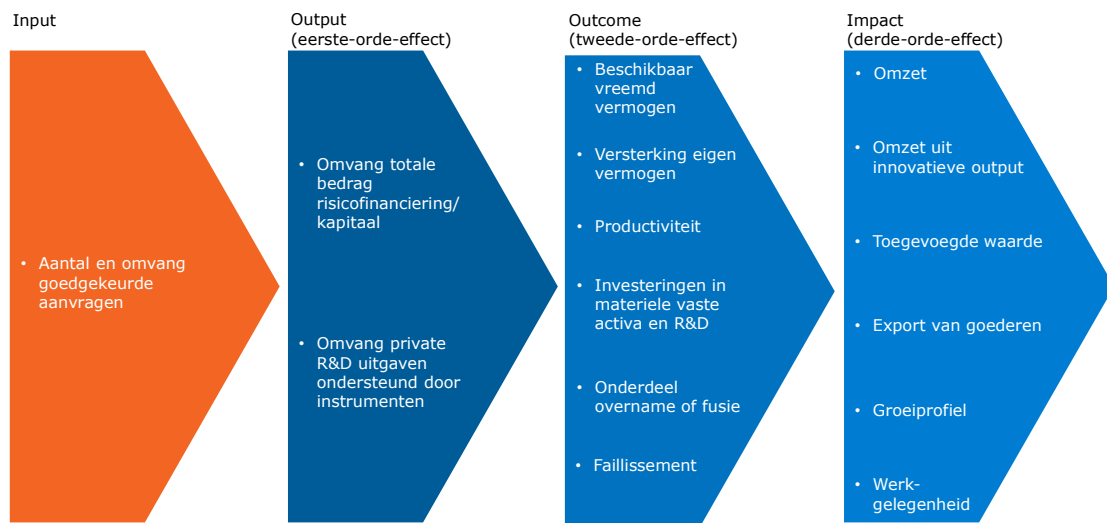 Input
• Aantal en omvang
goedgekeurde
aanvragen
Output
(eerste-orde-effect)
• Omvang totale
bedrag
risicofinanciering/
kapitaal
• Omvang private
R&D uitgaven
ondersteund door
instrumenten
Outcome
(tweede-orde-effect)
• Beschikbaar
vreemd
vermogen
• Versterking eigen
vermogen
• Productiviteit
• Investeringen in
materiele vaste
activa en R&D
• Onderdeel
overname of fusie
• Faillissement
Impact
(derde-orde-effect)
• Omzet
• Omzet uit
innovatieve output
• Toegevoegde waarde
• Export van goederen
• Groeiprofiel
• Werk-
gelegenheid